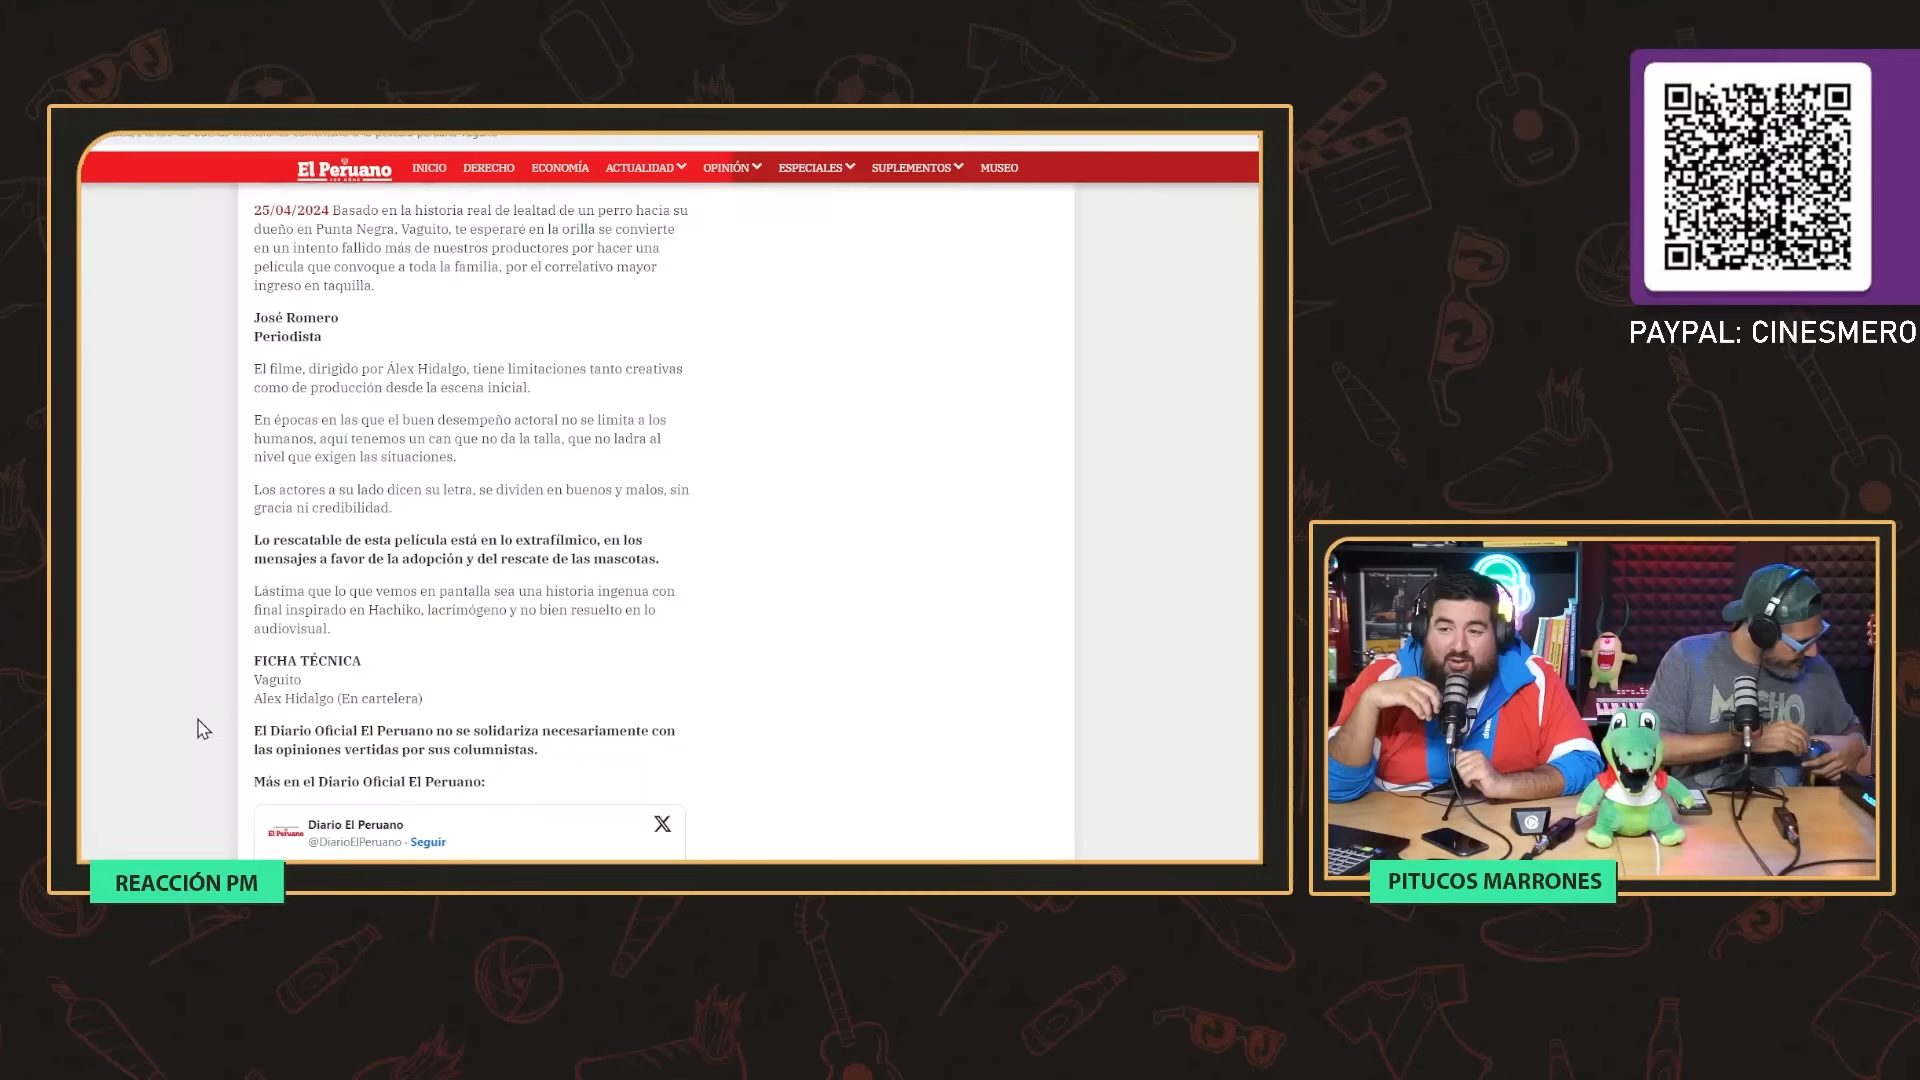 El Peruano INICIO DERECHO ECONOMÍA ACTUALIDAD OPINIÓN ESPECIALES SUPLEMENTOS MUSEO
25/04/2024 Basado en la historia real de lealtad de un perro hacia su
dueño en Punta Negra, Vaguito, te esperaré en la orilla se convierte
en un intento fallido más de nuestros productores por hacer una
película que convoque a toda la familia, por el correlativo mayor
ingreso en taquilla.
José Romero
Periodista
El filme, dirigido por Álex Hidalgo, tiene limitaciones tanto creativas
como de producción desde la escena inicial.
En épocas en las que el buen desempeño actoral no se limita a los
humanos, aquí tenemos un can que no da la talla, que no ladra al
nivel que exigen las situaciones.
Los actores a su lado dicen su letra, se dividen en buenos y malos, sin
gracia ni credibilidad.
Lo rescatable de esta película está en lo extrafílmico, en los
mensajes a favor de la adopción y del rescate de las mascotas.
Lástima que lo que vemos en pantalla sea una historia ingenua con
final inspirado en Hachiko, lacrimógeno y no bien resuelto en lo
audiovisual.
FICHA TÉCNICA
Vaguito
Alex Hidalgo (En cartelera)
El Diario Oficial El Peruano no se solidariza necesariamente con
las opiniones vertidas por sus columnistas.
Más en el Diario Oficial El Peruano:
El Peruano
Diario El Peruano
@DiarioElPeruano · Seguir
REACCIÓN PM
PAYPAL: CINESMERO
PITUCOS MARRONES